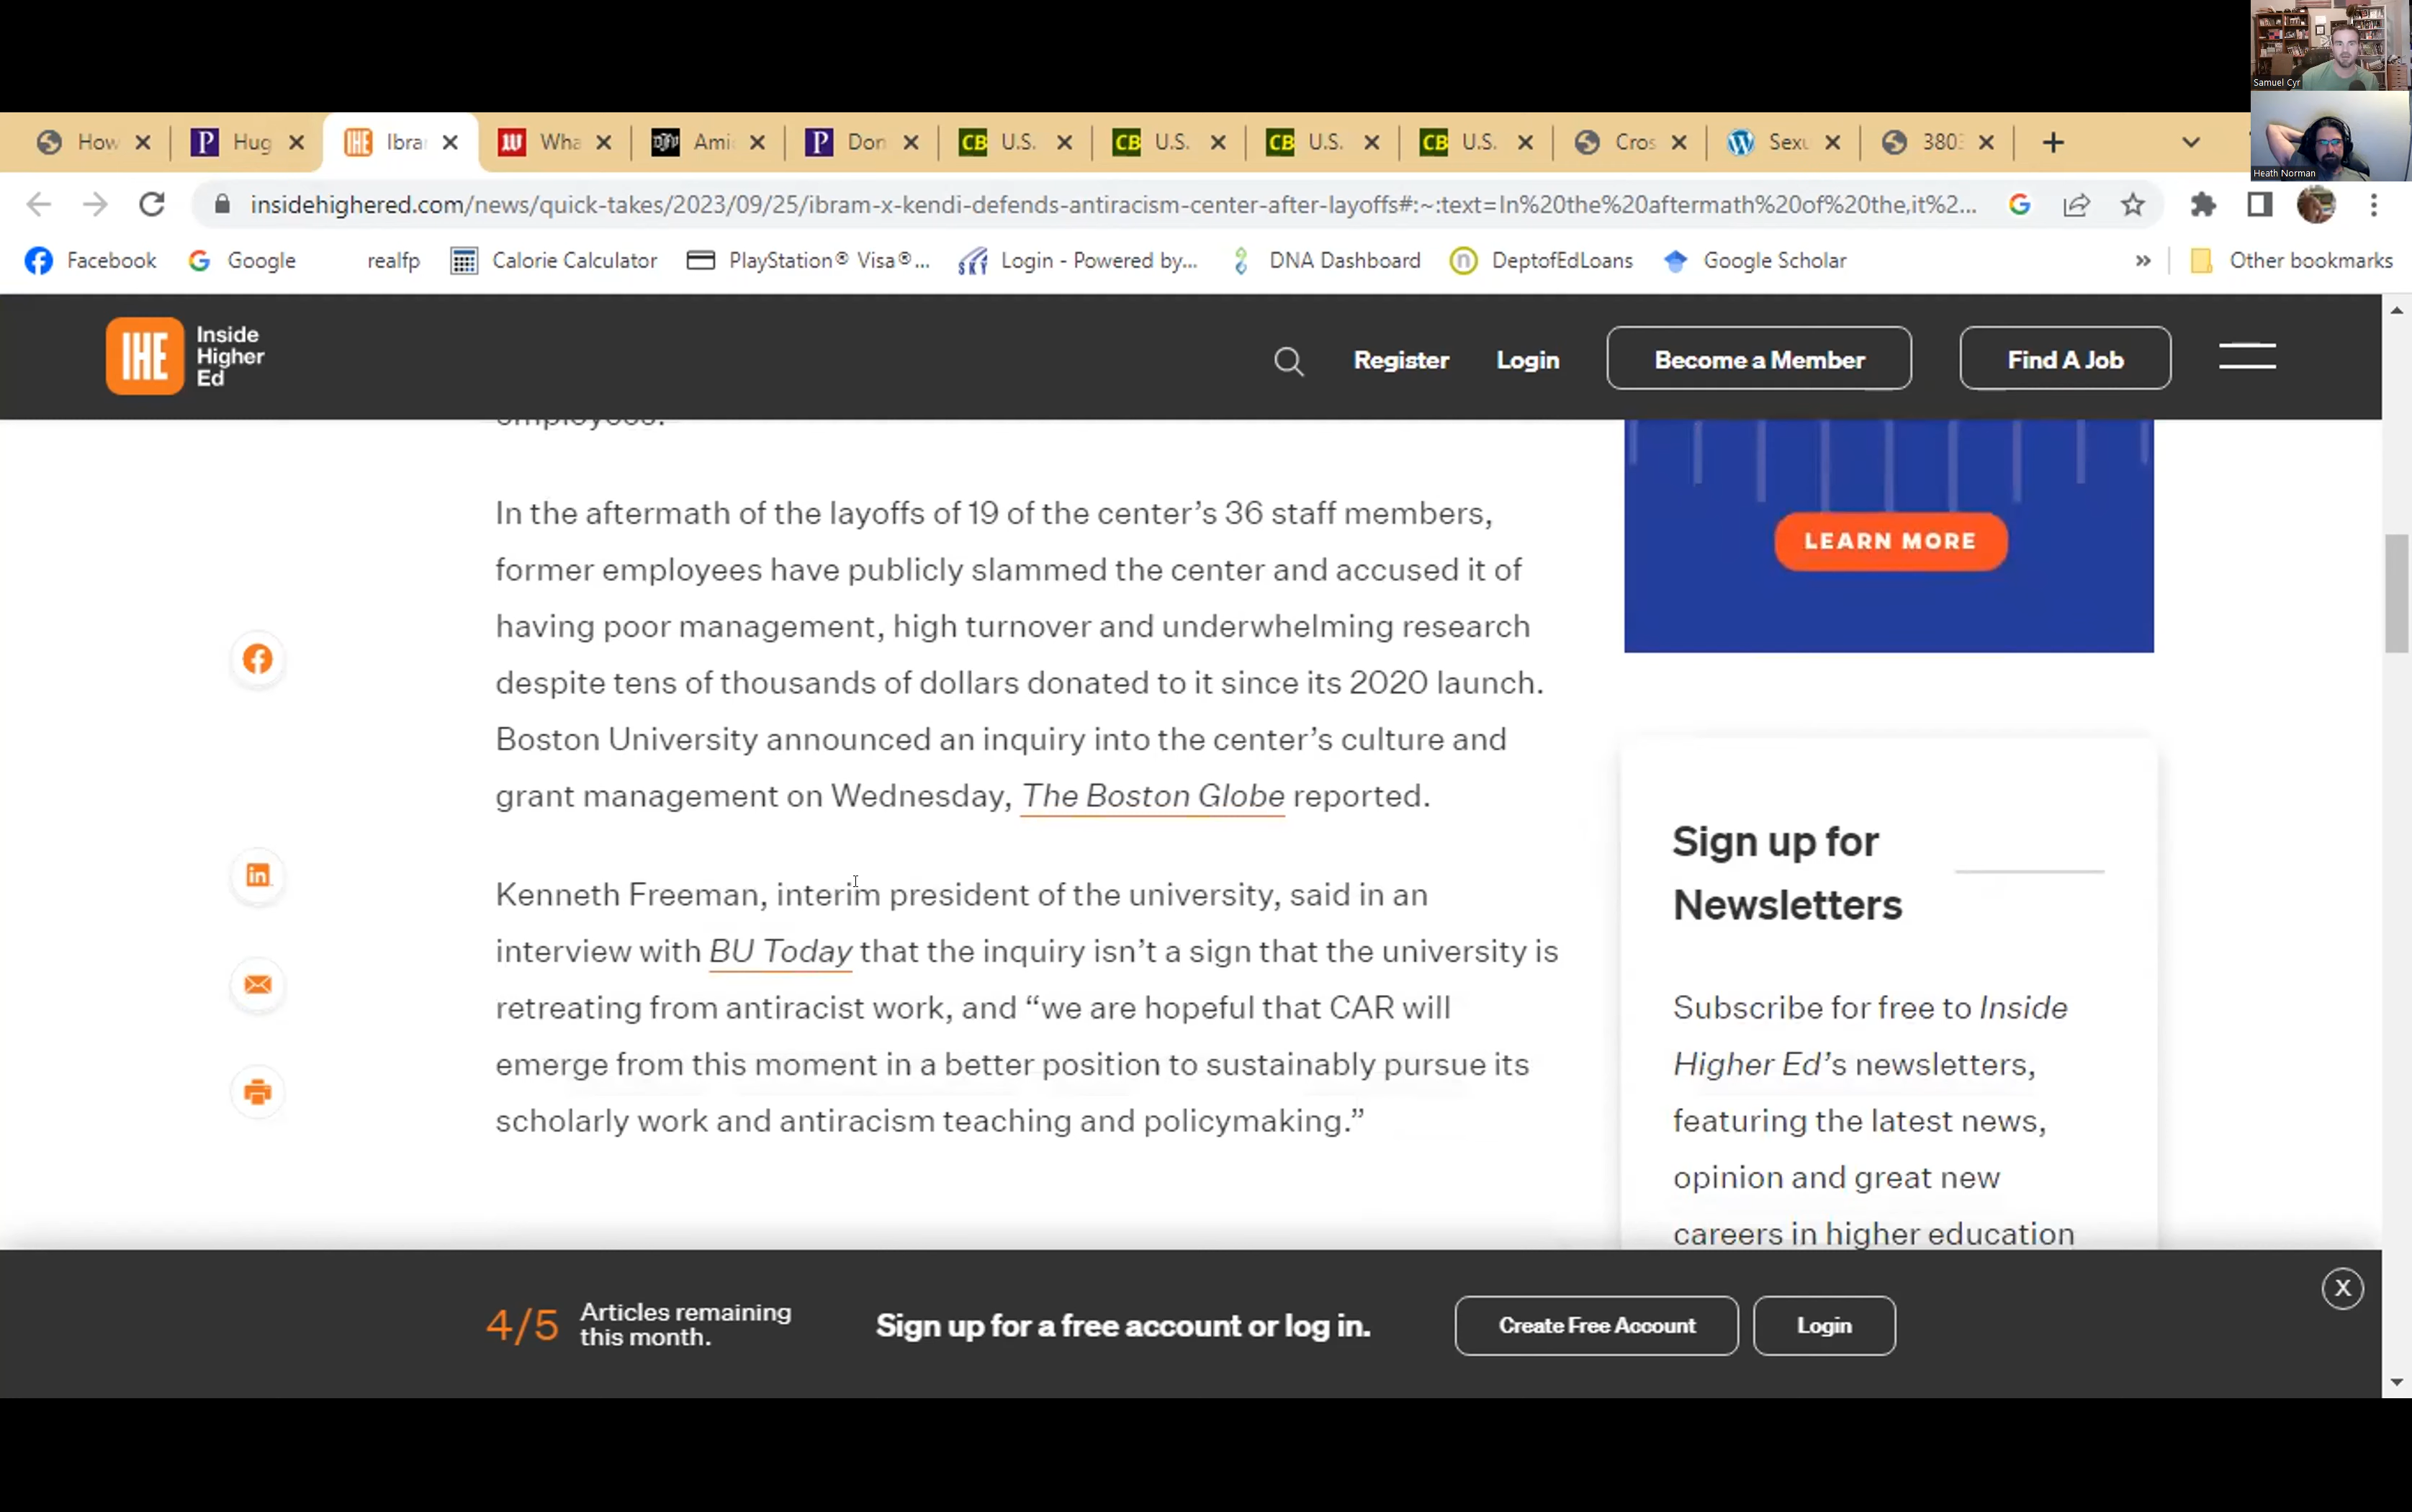 Samuel Cyr
Heath Norman
How
Hug
Ibra
Wha
Ami
Don
U.S.
U.S.
U.S.
U.S.
Cros
Sexu
380
insidehighered.com/news/quick-takes/2023/09/25/ibram-x-kendi-defends-antiracism-center-after-layoffs#:~:text=In%20the%20aftermath%20of%20the,it%2...
Facebook
Google
realfp
Calorie Calculator
PlayStation® Visa®...
Login - Powered by...
DNA Dashboard
DeptofEdLoans
Google Scholar
»
Other bookmarks
IHE
Inside
Higher
Ed
Register
Login
Become a Member
Find A Job
employees.
In the aftermath of the layoffs of 19 of the center’s 36 staff members,
former employees have publicly slammed the center and accused it of
having poor management, high turnover and underwhelming research
despite tens of thousands of dollars donated to it since its 2020 launch.
Boston University announced an inquiry into the center’s culture and
grant management on Wednesday, The Boston Globe reported.
Kenneth Freeman, interim president of the university, said in an
interview with BU Today that the inquiry isn’t a sign that the university is
retreating from antiracist work, and “we are hopeful that CAR will
emerge from this moment in a better position to sustainably pursue its
scholarly work and antiracism teaching and policymaking.”
LEARN MORE
Sign up for
Newsletters
Subscribe for free to Inside
Higher Ed’s newsletters,
featuring the latest news,
opinion and great new
careers in higher education
4/5
Articles remaining
this month.
Sign up for a free account or log in.
Create Free Account
Login
X